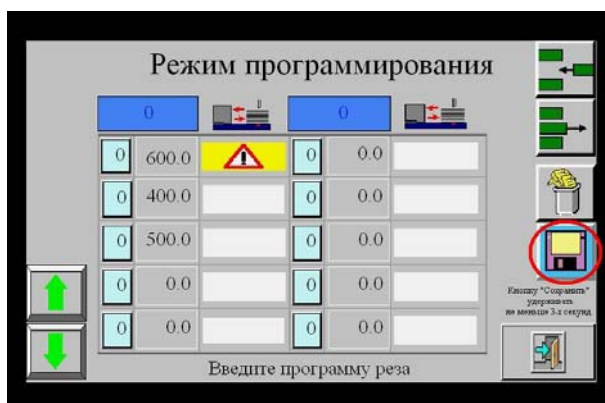 Режим программирования
0 0
0 600.0 0 0.0
0 400.0 0 0.0
0 500.0 0 0.0
0 0.0 0 0.0
0 0.0 0 0.0
Кнопку "Сохранить"
удерживать
не меньше 3-х секунд
Введите программу реза